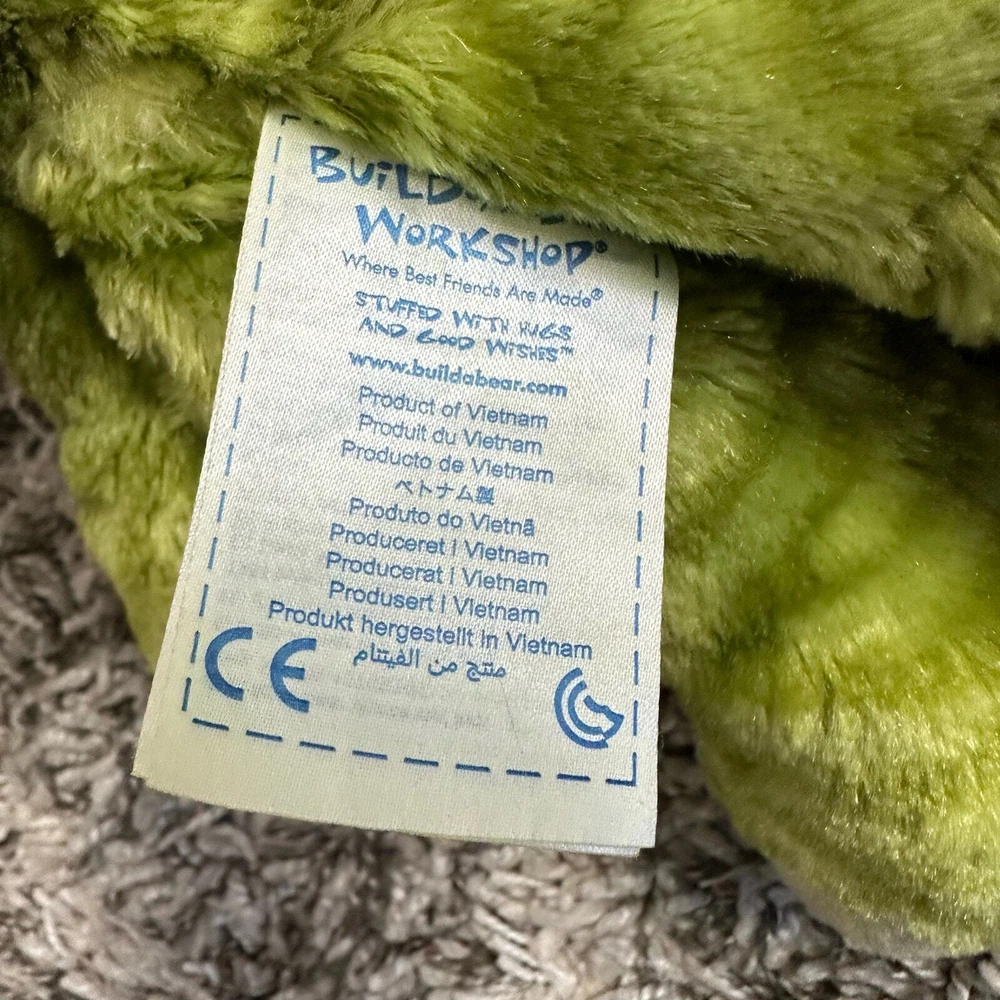 BUILD
WORKSHOP®
Where Best Friends Are Made®
STUFFED WITH HUGS
AND GOOD WISHES™
www.buildabear.com
Product of Vietnam
Produit du Vietnam
Producto de Vietnam
ベトナム製
Produto do Vietnã
Produceret i Vietnam
Producerat i Vietnam
Produsert i Vietnam
Produkt hergestellt in Vietnam
منتج من الفيتنام
CE